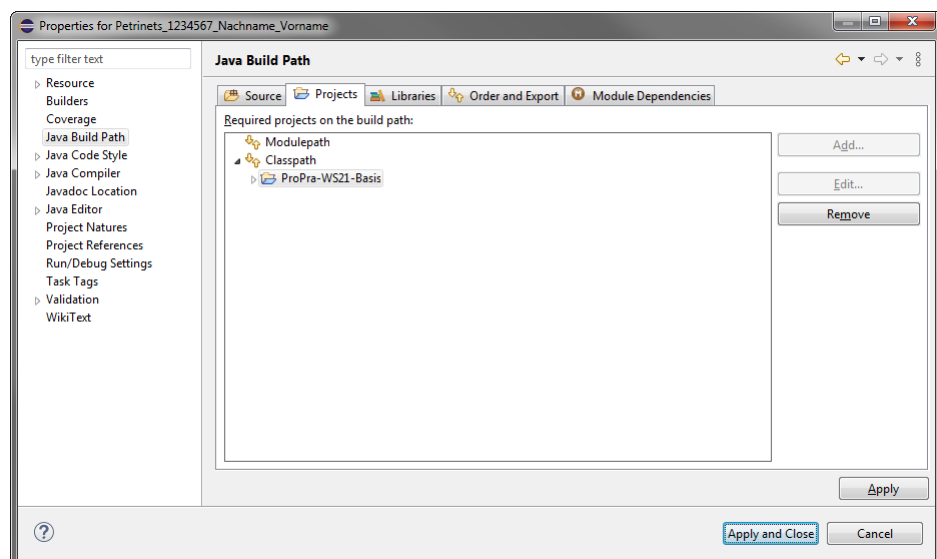 Properties for Petrinets_1234567_Nachname_Vorname
type filter text
Resource
Builders
Coverage
Java Build Path
Java Code Style
Java Compiler
Javadoc Location
Java Editor
Project Natures
Project References
Run/Debug Settings
Task Tags
Validation
WikiText
Java Build Path
Source Projects Libraries Order and Export Module Dependencies
Required projects on the build path:
Modulepath
Classpath
ProPra-WS21-Basis
Add...
Edit...
Remove
Apply
Apply and Close Cancel